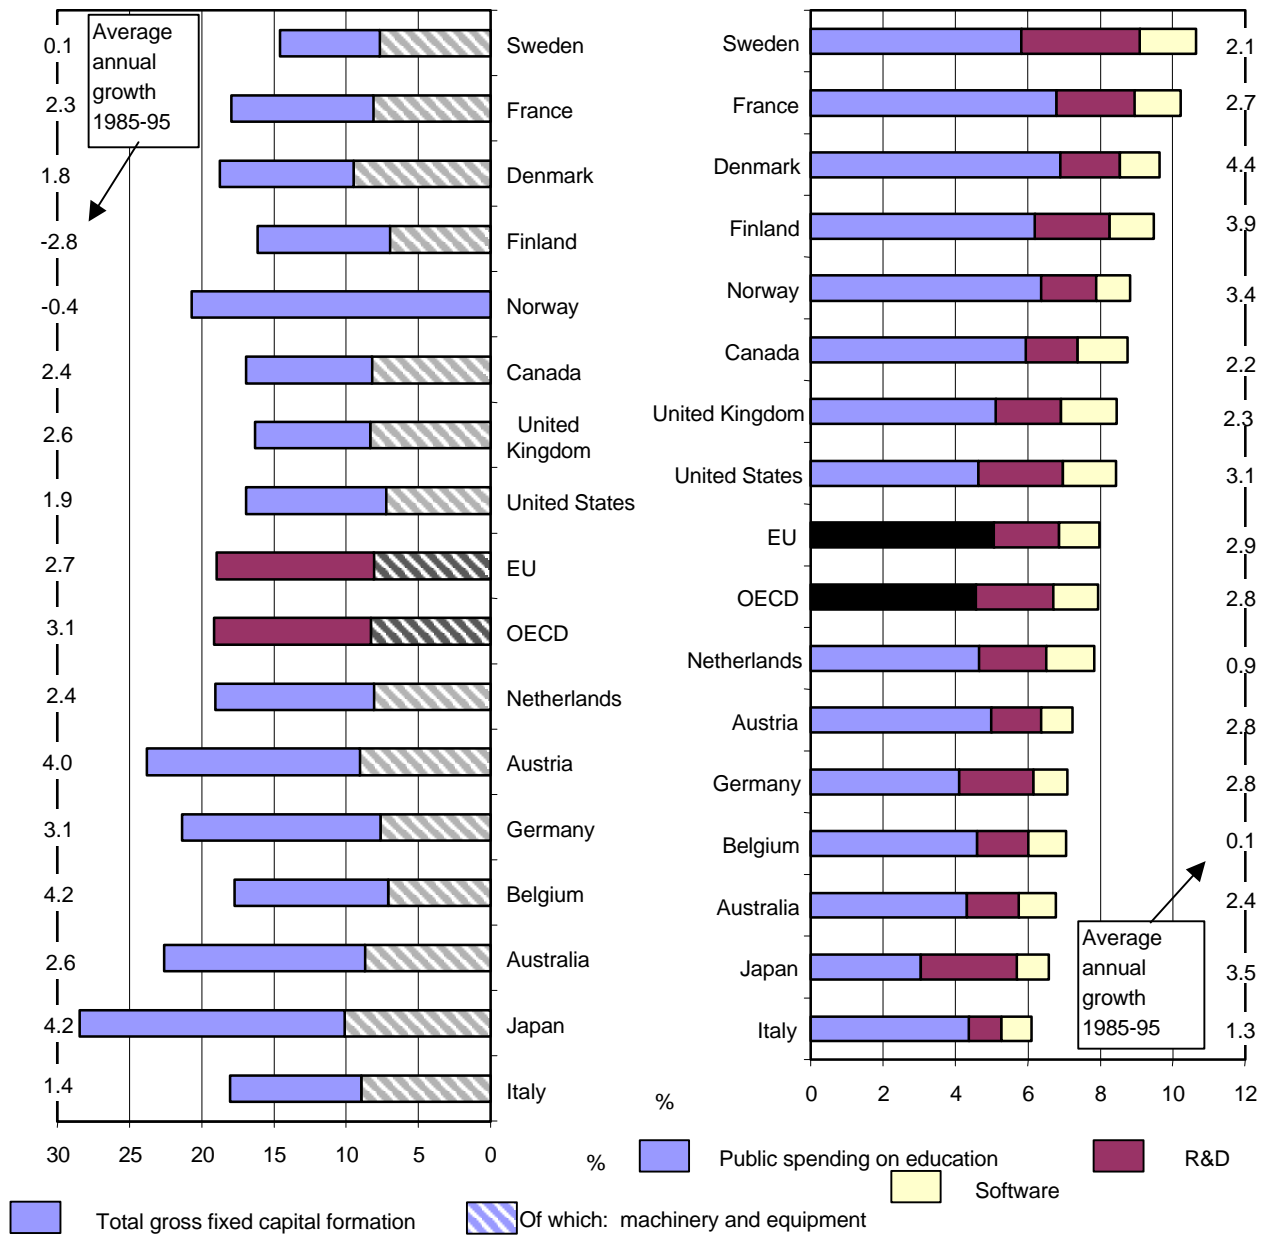 Average
annual
growth
1985-95
0.1
2.3
1.8
-2.8
-0.4
2.4
2.6
1.9
2.7
3.1
2.4
4.0
3.1
4.2
2.6
4.2
1.4
Sweden
France
Denmark
Finland
Norway
Canada
United
Kingdom
United States
EU
OECD
Netherlands
Austria
Germany
Belgium
Australia
Japan
Italy
30 25 20 15 10 5 0
%
Total gross fixed capital formation
Of which: machinery and equipment
Sweden
France
Denmark
Finland
Norway
Canada
United Kingdom
United States
EU
OECD
Netherlands
Austria
Germany
Belgium
Australia
Japan
Italy
2.1
2.7
4.4
3.9
3.4
2.2
2.3
3.1
2.9
2.8
0.9
2.8
2.8
0.1
2.4
3.5
1.3
Average
annual
growth
1985-95
%
0 2 4 6 8 10 12
Public spending on education
R&D
Software